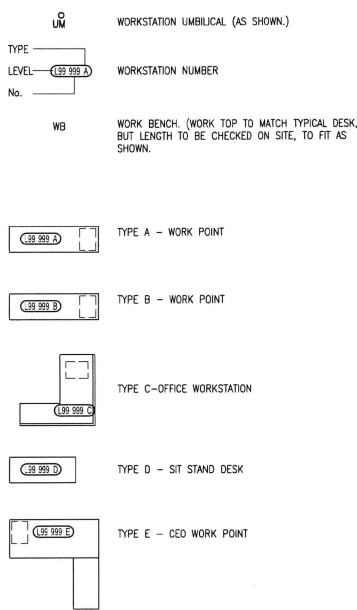 O
UM WORKSTATION UMBILICAL (AS SHOWN.)
TYPE
LEVEL L99 999 A WORKSTATION NUMBER
No.
WB WORK BENCH. (WORK TOP TO MATCH TYPICAL DESK,
BUT LENGTH TO BE CHECKED ON SITE, TO FIT AS
SHOWN.
L99 999 A TYPE A – WORK POINT
L99 999 B TYPE B – WORK POINT
TYPE C–OFFICE WORKSTATION
L99 999 C
L99 999 D TYPE D – SIT STAND DESK
L99 999 E TYPE E – CEO WORK POINT